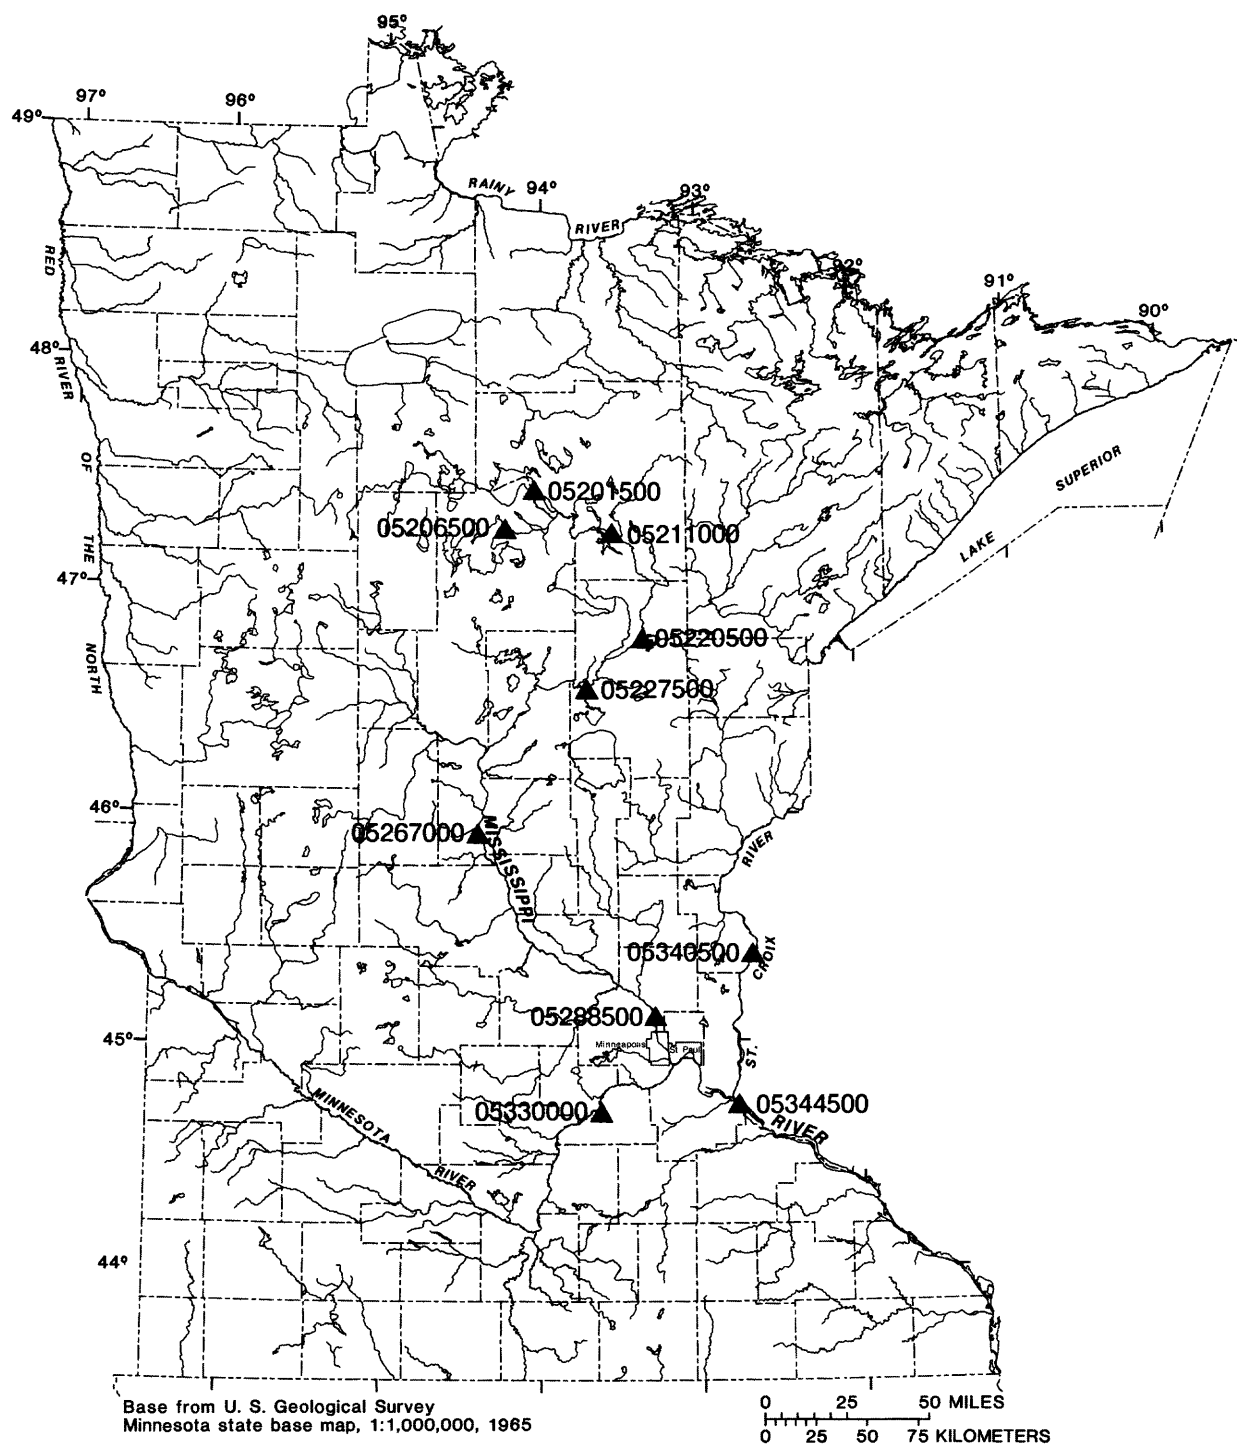 95°
97°
96°
49°
RAINY
94°
93°
RIVER
RED
92°
91°
90°
48°
RIVER
OF
SUPERIOR
05201500
05206500
05211000
THE
LAKE
47°
05220500
NORTH
05227500
46°
05267000
MISSISSIPPI
RIVER
05340500
CROIX
05288500
45°
Minneapolis
St Paul
ST.
MINNESOTA
05330000
05344500
RIVER
RIVER
44°
Base from U. S. Geological Survey
Minnesota state base map, 1:1,000,000, 1965
0 25 50 MILES
0 25 50 75 KILOMETERS